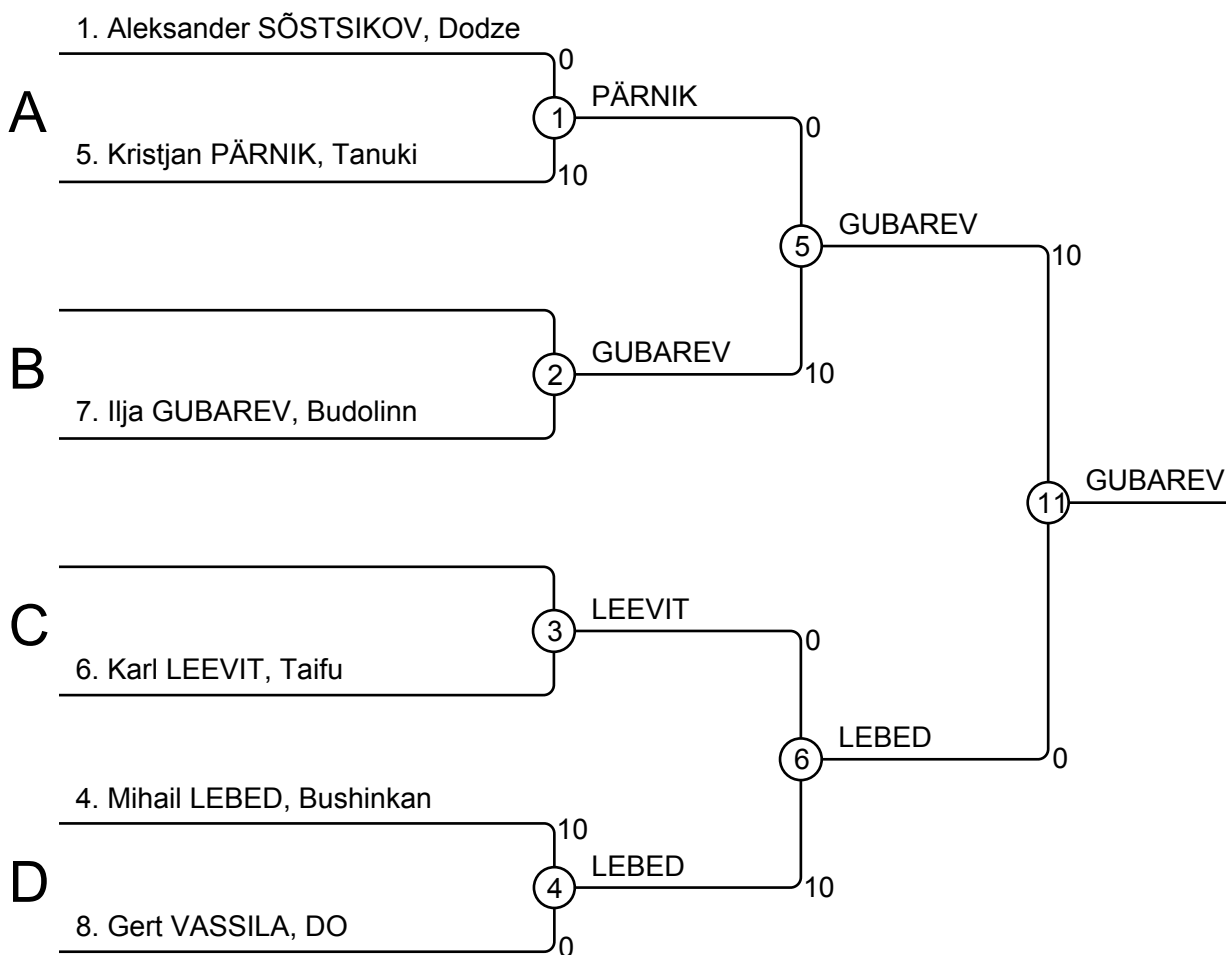 1. Aleksander SÕSTSIKOV, Dodze
0
A
1
PÄRNIK
0
5. Kristjan PÄRNIK, Tanuki
10
5
GUBAREV
10
B
2
GUBAREV
10
7. Ilja GUBAREV, Budolinn
11
GUBAREV
C
3
LEEVIT
0
6. Karl LEEVIT, Taifu
6
LEBED
0
4. Mihail LEBED, Bushinkan
10
D
4
LEBED
10
8. Gert VASSILA, DO
0